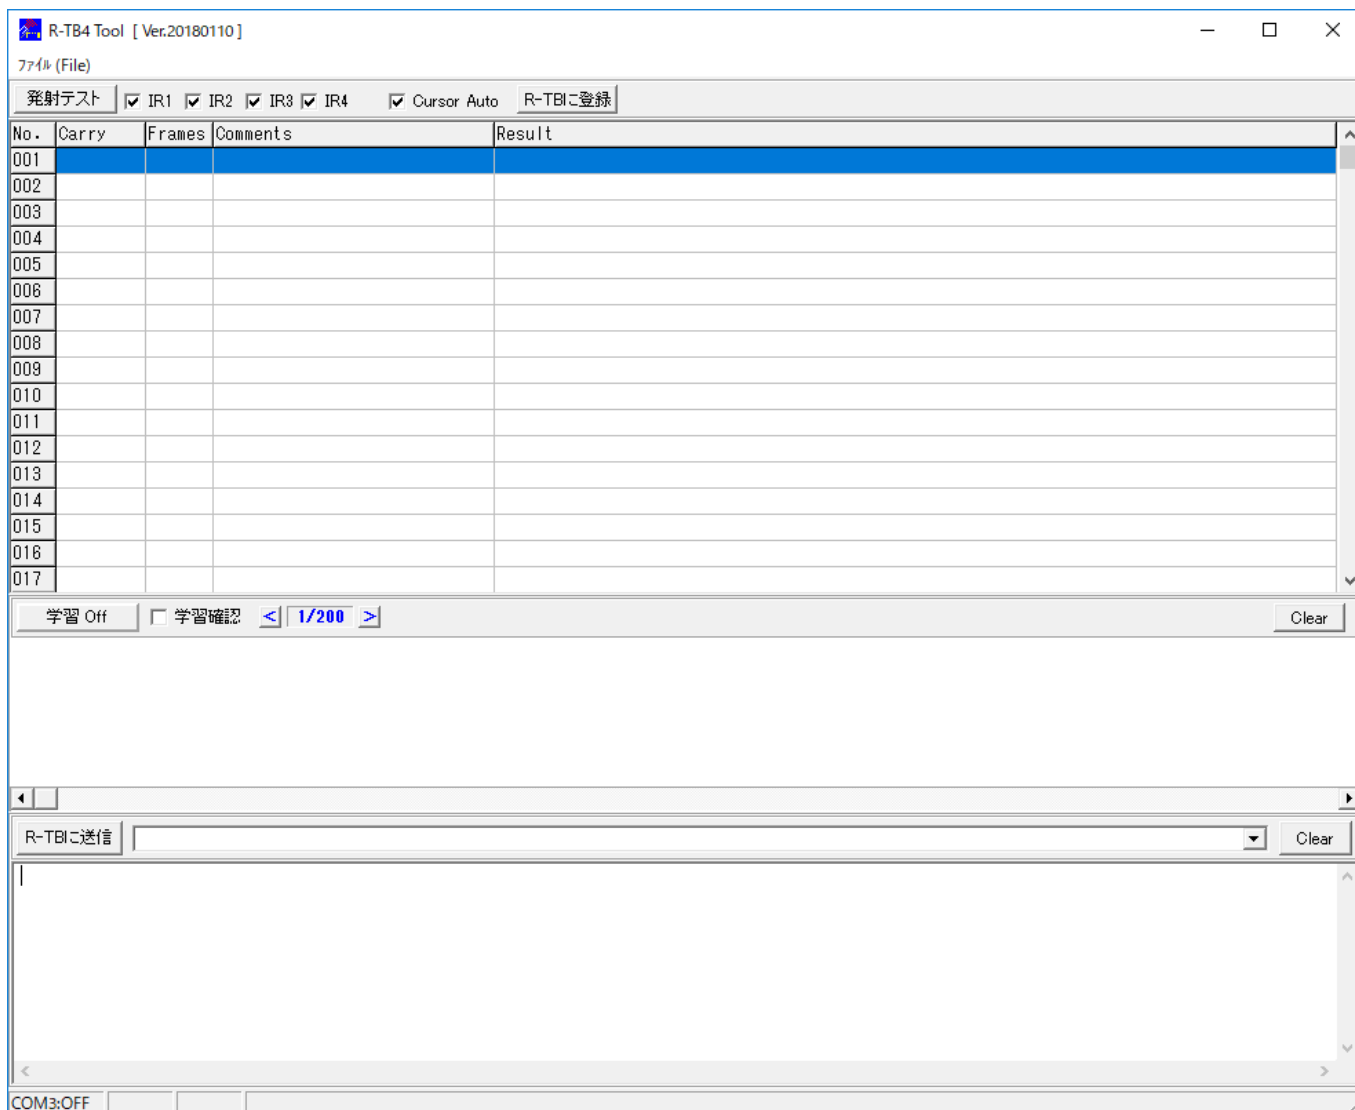 R-TB4 Tool [ Ver.20180110 ]
ﾌｧｲﾙ (File)
発射テスト IR1 IR2 IR3 IR4 Cursor Auto R-TBに登録
No. Carry Frames Comments Result
001
002
003
004
005
006
007
008
009
010
011
012
013
014
015
016
017
学習 Off 学習確認 < 1/200 > Clear
R-TBに送信 Clear
COM3:OFF